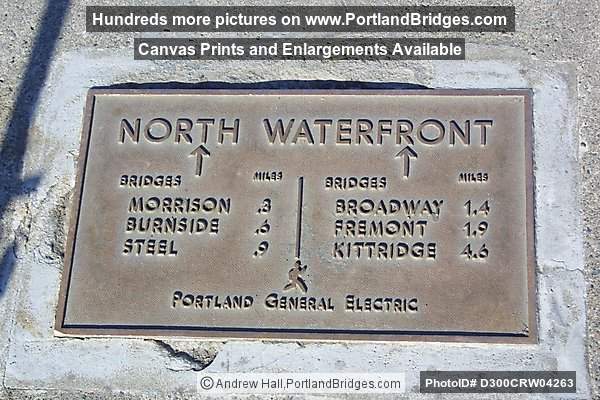 Hundreds more pictures on www.PortlandBridges.com
Canvas Prints and Enlargements Available
NORTH WATERFRONT
BRIDGES MILES
MORRISON .3
BURNSIDE .6
STEEL .9
BRIDGES MILES
BROADWAY 1.4
FREMONT 1.9
KITTRIDGE 4.6
PORTLAND GENERAL ELECTRIC
© Andrew Hall,PortlandBridges.com
PhotoID# D300CRW04263